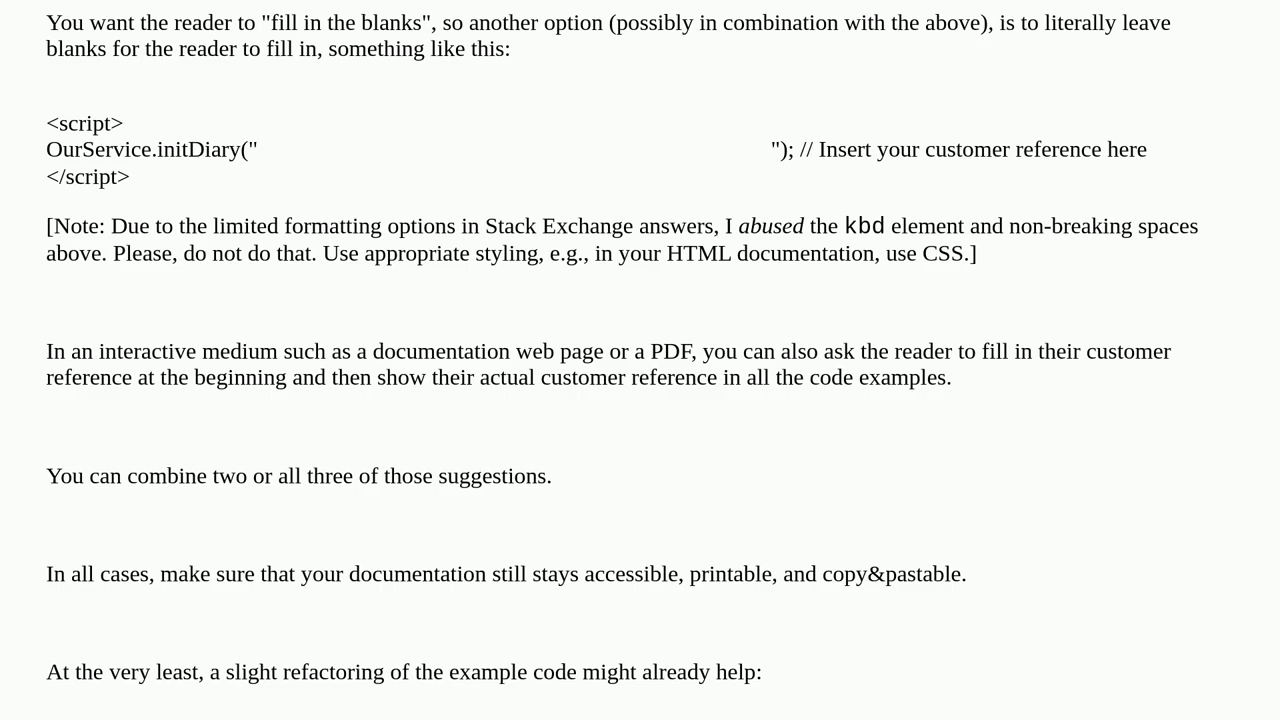 You want the reader to "fill in the blanks", so another option (possibly in combination with the above), is to literally leave
blanks for the reader to fill in, something like this:
<script>
OurService.initDiary(" "); // Insert your customer reference here
</script>
[Note: Due to the limited formatting options in Stack Exchange answers, I abused the kbd element and non-breaking spaces
above. Please, do not do that. Use appropriate styling, e.g., in your HTML documentation, use CSS.]
In an interactive medium such as a documentation web page or a PDF, you can also ask the reader to fill in their customer
reference at the beginning and then show their actual customer reference in all the code examples.
You can combine two or all three of those suggestions.
In all cases, make sure that your documentation still stays accessible, printable, and copy&pastable.
At the very least, a slight refactoring of the example code might already help: